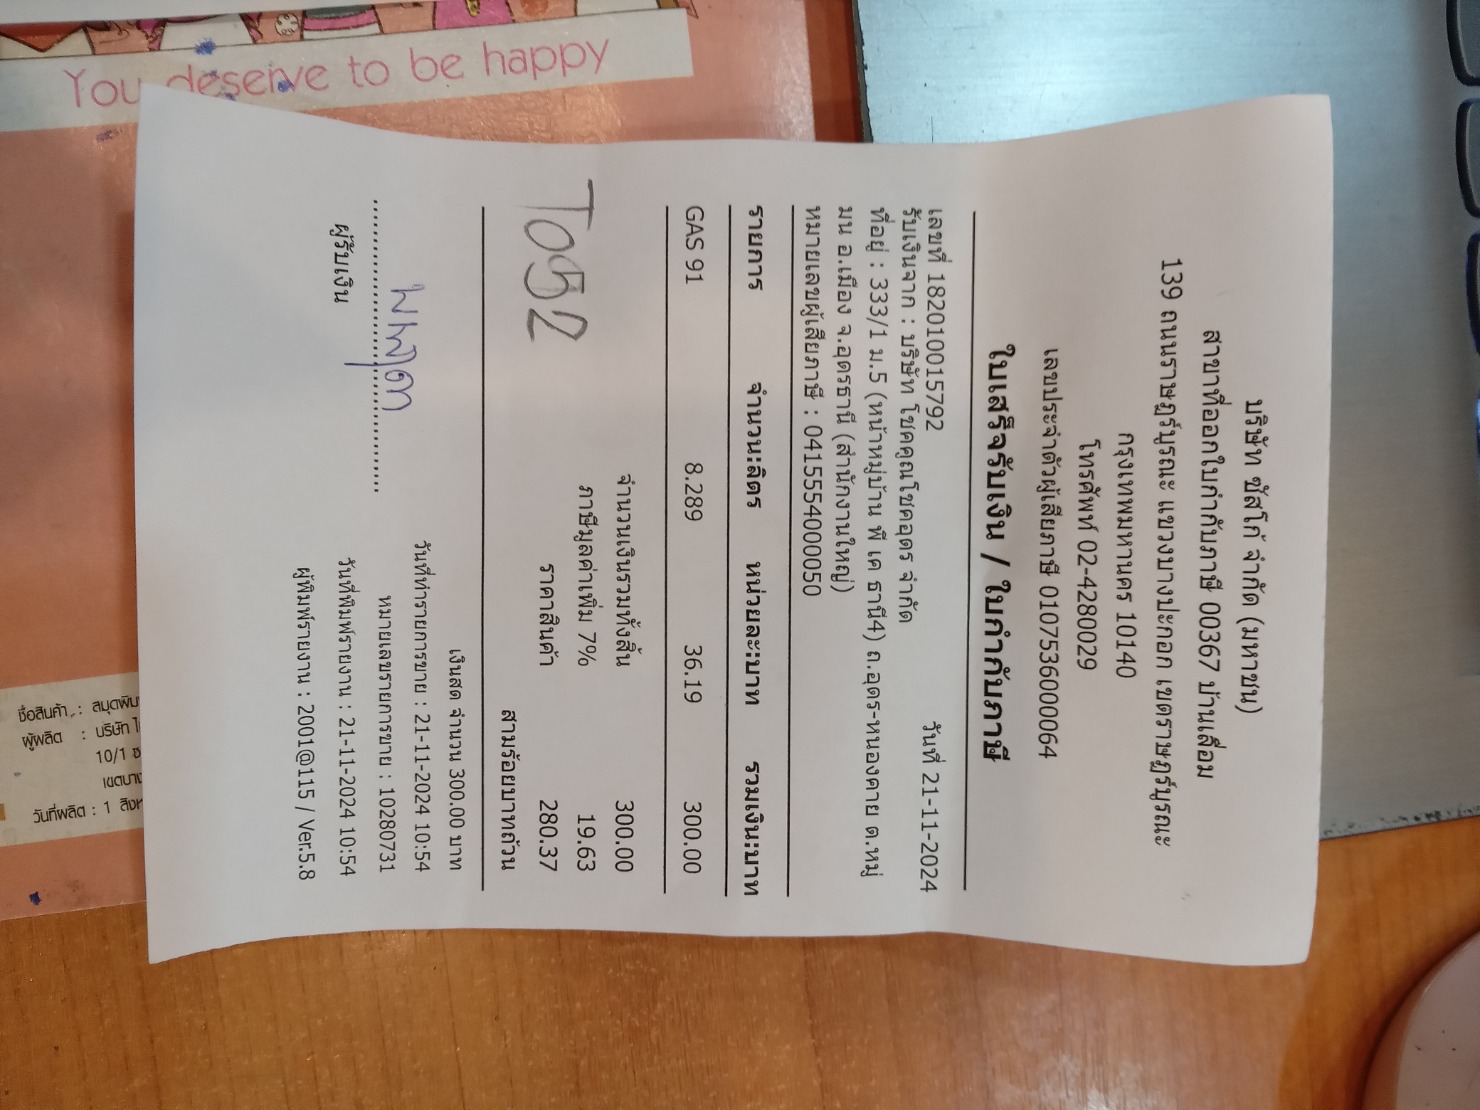 You deserve to be happy
บริษัท ซัสโก้ จำกัด (มหาชน)
สาขาที่ออกใบกำกับภาษี 00367 บ้านเลื่อม
139 ถนนราษฎร์บูรณะ แขวงบางปะกอก เขตราษฎร์บูรณะ
กรุงเทพมหานคร 10140
โทรศัพท์ 02-4280029
เลขประจำตัวผู้เสียภาษี 0107536000064
ใบเสร็จรับเงิน / ใบกำกับภาษี
เลขที่ 182010015792 วันที่ 21-11-2024
รับเงินจาก : บริษัท โชคคูณโชคอุดร จำกัด
ที่อยู่ : 333/1 ม.5 (หน้าหมู่บ้าน พี เค ธานี4) ถ.อุดร-หนองคาย ต.หมู่
มน อ.เมือง จ.อุดรธานี (สำนักงานใหญ่)
หมายเลขผู้เสียภาษี : 0415554000050
รายการ จำนวน:ลิตร หน่วยละ:บาท รวมเงิน:บาท
GAS 91 8.289 36.19 300.00
จำนวนเงินรวมทั้งสิ้น 300.00
ภาษีมูลค่าเพิ่ม 7% 19.63
ราคาสินค้า 280.37
สามร้อยบาทถ้วน
เงินสด จำนวน 300.00 บาท
วันที่ทำรายการขาย : 21-11-2024 10:54
หมายเลขรายการขาย : 10280731
วันที่พิมพ์รายงาน : 21-11-2024 10:54
ผู้พิมพ์รายงาน : 2001@115 / Ver.5.8
ผู้รับเงิน
ชื่อสินค้า : สมุดพิม
ผู้ผลิต : บริษัท
10/1 ซ
เขตบาง
วันที่ผลิต : 1 สิงห